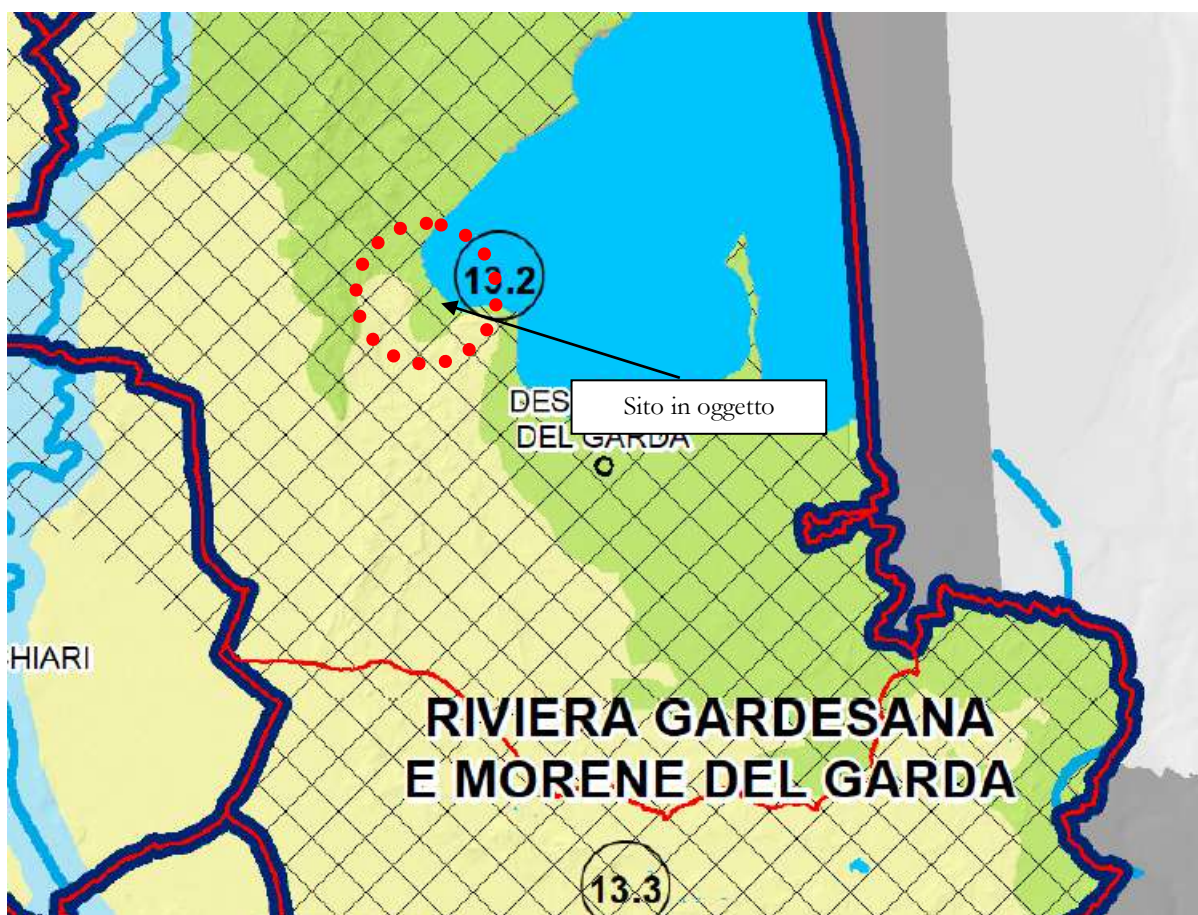 13.2
DES
Sito in oggetto
DEL GARDA
HIARI
RIVIERA GARDESANA
E MORENE DEL GARDA
13.3